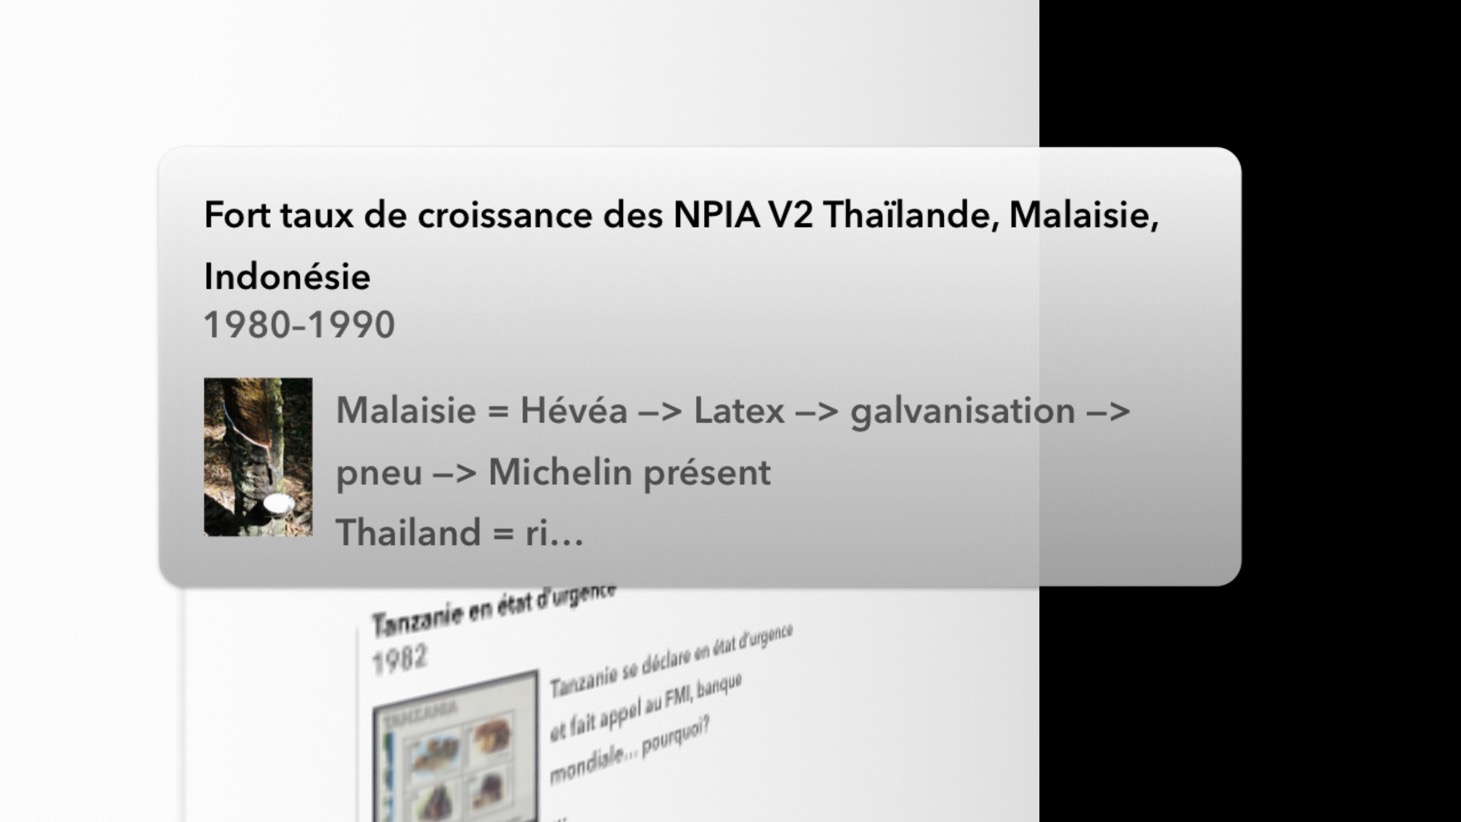 Fort taux de croissance des NPIA V2 Thaïlande, Malaisie,
Indonésie
1980–1990
Malaisie = Hévéa —> Latex —> galvanisation —>
pneu —> Michelin présent
Thailand = ri…
Tanzanie en état d'urgence
1982
TANZANIA
Tanzanie se déclare en état d'urgence
et fait appel au FMI, banque
mondiale... pourquoi?